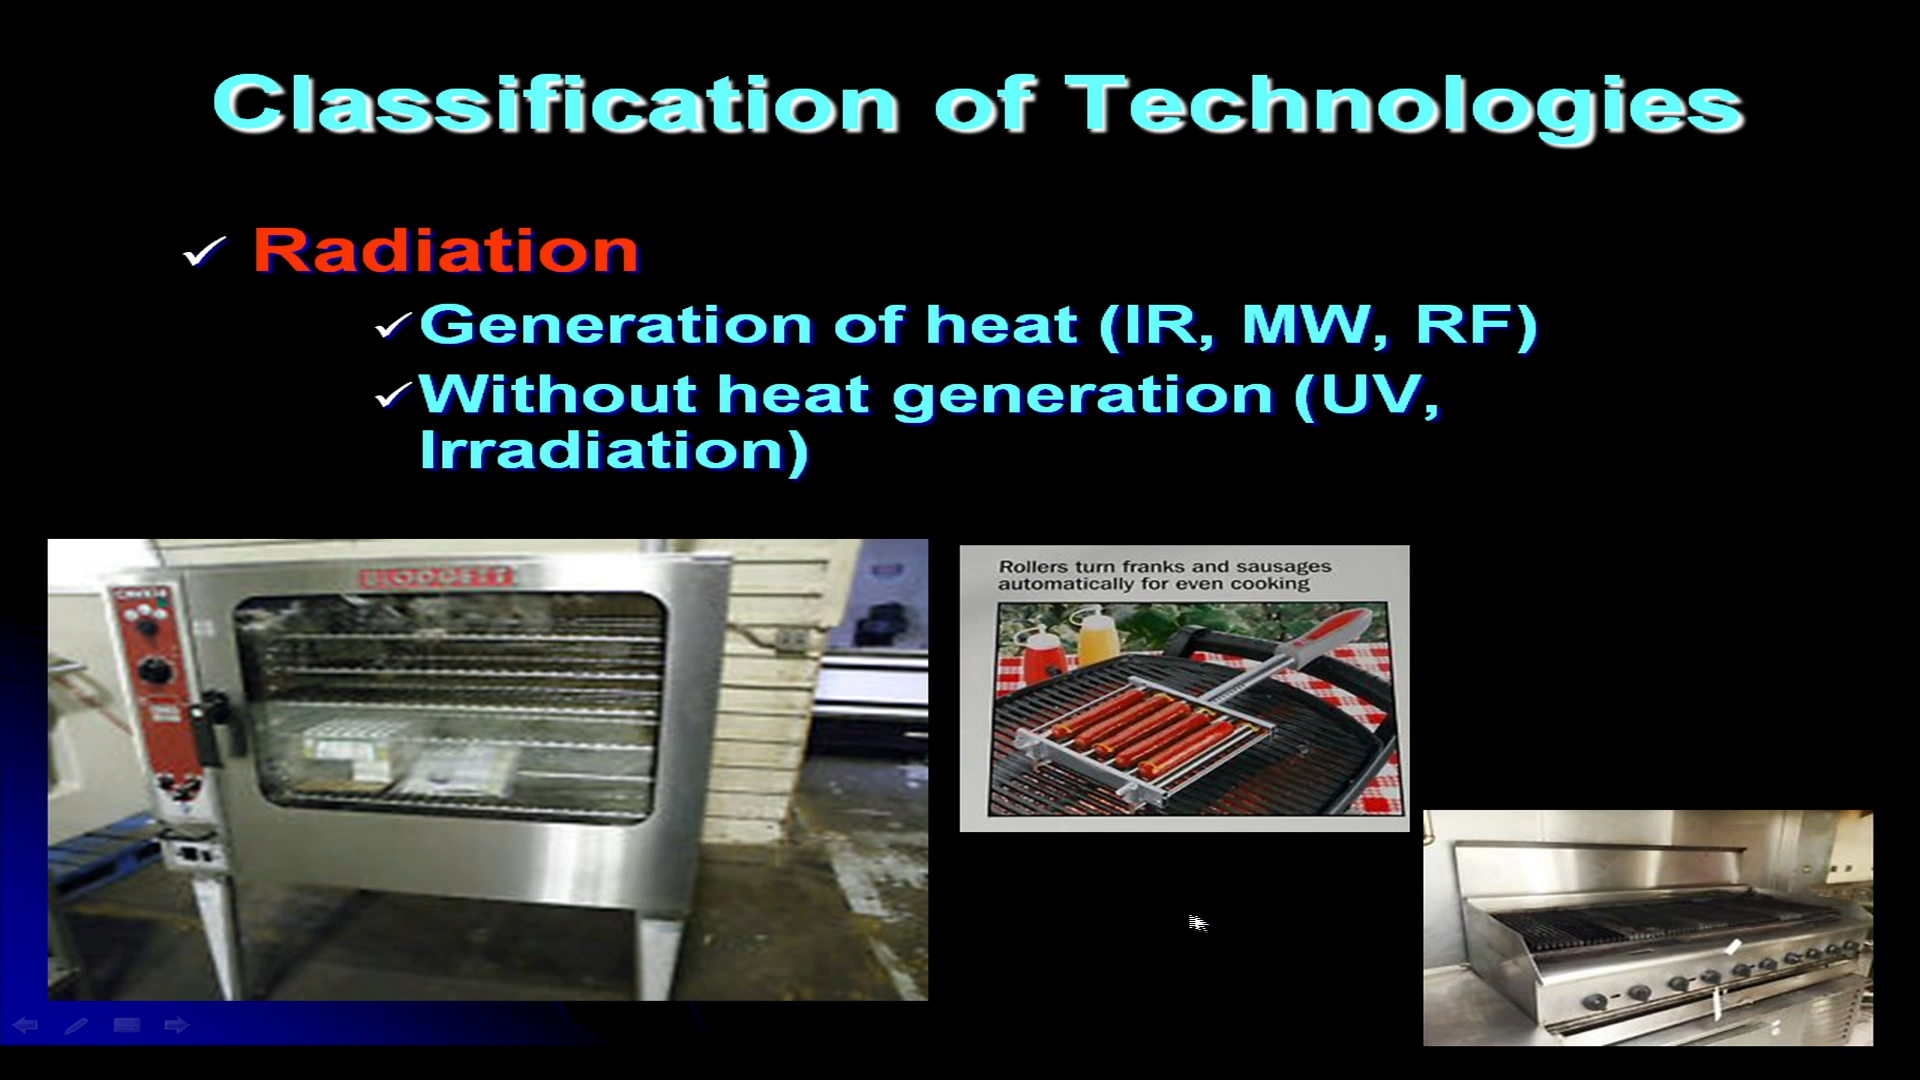 Classification of Technologies
Radiation
Generation of heat (IR, MW, RF)
Without heat generation (UV,
Irradiation)
BLODGETT
Rollers turn franks and sausages
automatically for even cooking